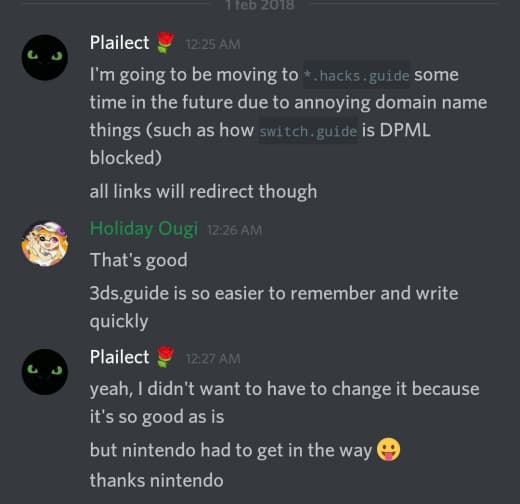 1 feb 2018
Plailect 🌹 12:25 AM
I'm going to be moving to *.hacks.guide some
time in the future due to annoying domain name
things (such as how switch.guide is DPML
blocked)
all links will redirect though
Holiday Ougi 12:26 AM
That's good
3ds.guide is so easier to remember and write
quickly
Plailect 🌹 12:27 AM
yeah, I didn't want to have to change it because
it's so good as is
but nintendo had to get in the way 😛
thanks nintendo